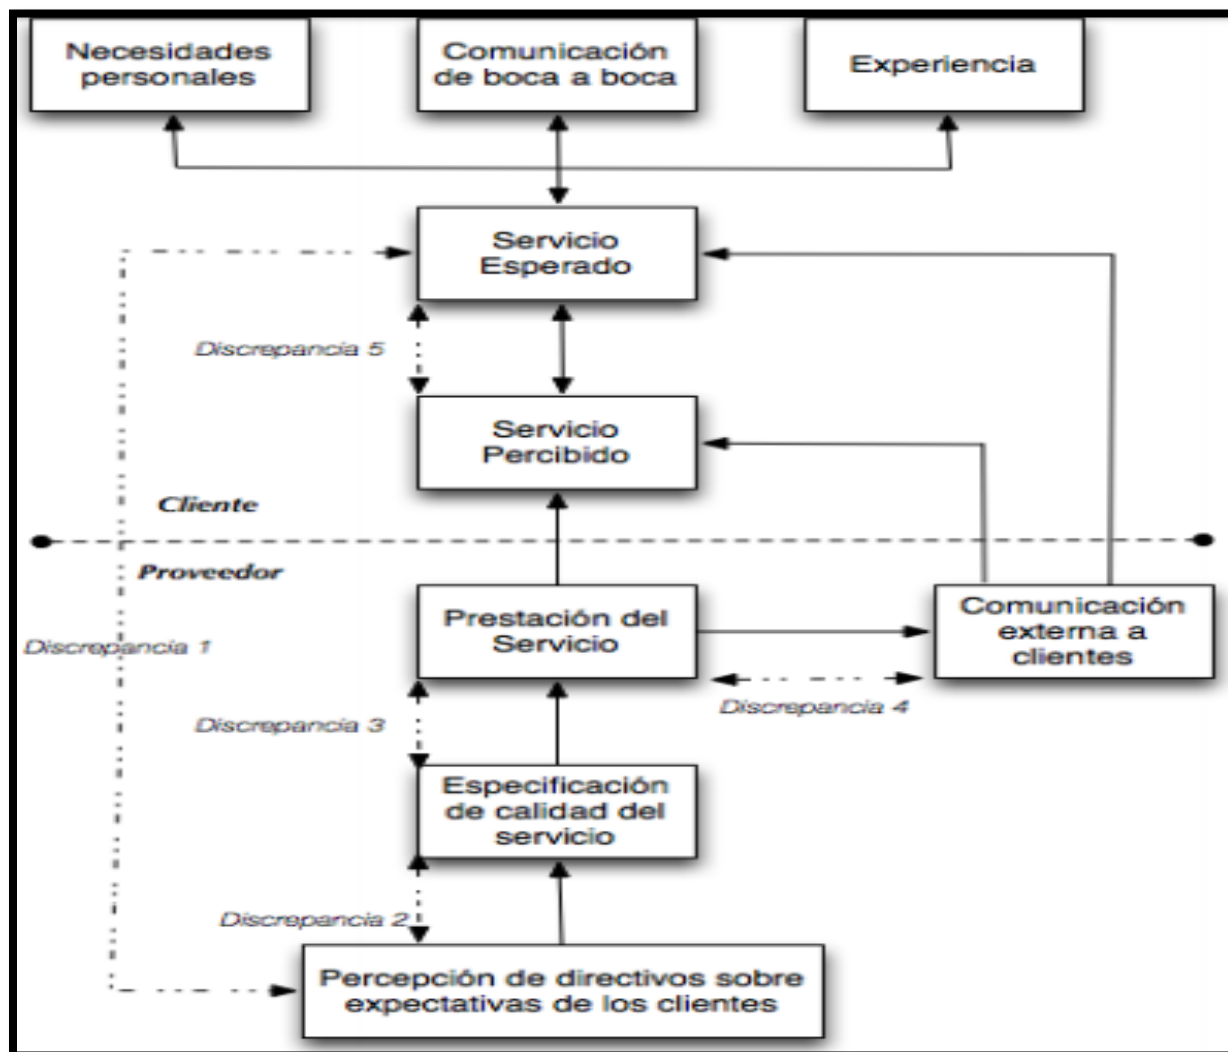 Necesidades
personales
Comunicación
de boca a boca
Experiencia
Servicio
Esperado
Discrepancia 5
Servicio
Percibido
Cliente
Proveedor
Prestación del
Servicio
Comunicación
externa a
clientes
Discrepancia 1
Discrepancia 4
Discrepancia 3
Especificación
de calidad del
servicio
Discrepancia 2
Percepción de directivos sobre
expectativas de los clientes